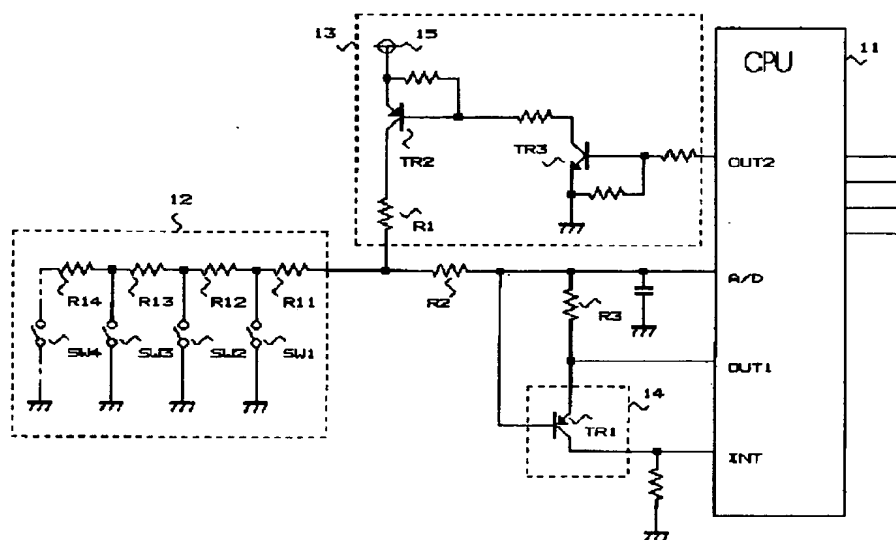 13
15
CPU
11
TR2
TR3
OUT2
12
R1
A/D
R14
R13
R12
R11
R2
R3
SW4
SW3
SW2
SW1
OUT1
14
TR1
INT